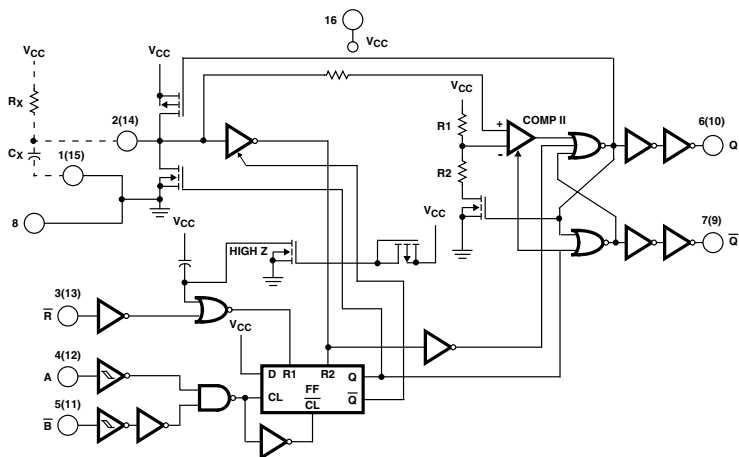 16
VCC
VCC
VCC
RX
2(14)
CX
1(15)
8
VCC
R1
+
COMP II
-
R2
6(10)
Q
7(9)
Q̅
VCC
HIGH Z
VCC
3(13)
R̅
VCC
4(12)
A
D R1 R2 Q
FF
CL C̅L̅ Q̅
5(11)
B̅